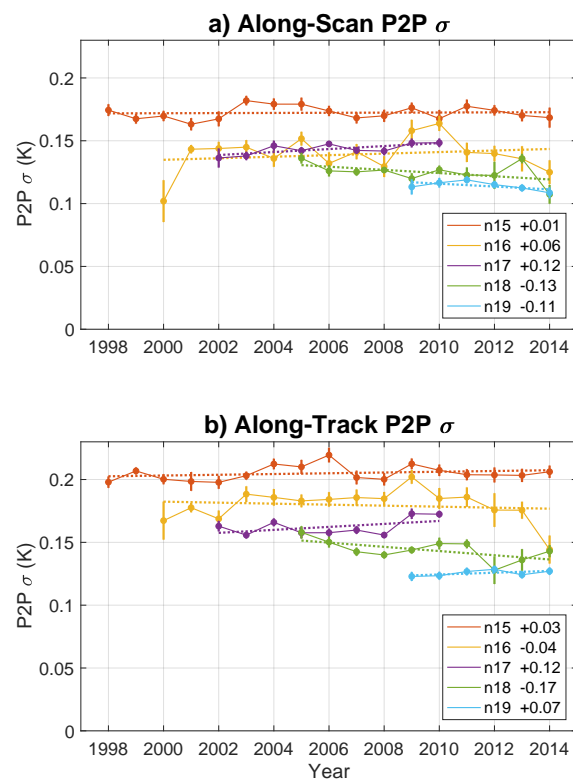 a) Along-Scan P2P σ
0.2
0.15
0.1
0.05
0
P2P σ (K)
n15 +0.01
n16 +0.06
n17 +0.12
n18 -0.13
n19 -0.11
1998 2000 2002 2004 2006 2008 2010 2012 2014
b) Along-Track P2P σ
0.2
0.15
0.1
0.05
0
P2P σ (K)
n15 +0.03
n16 -0.04
n17 +0.12
n18 -0.17
n19 +0.07
1998 2000 2002 2004 2006 2008 2010 2012 2014
Year